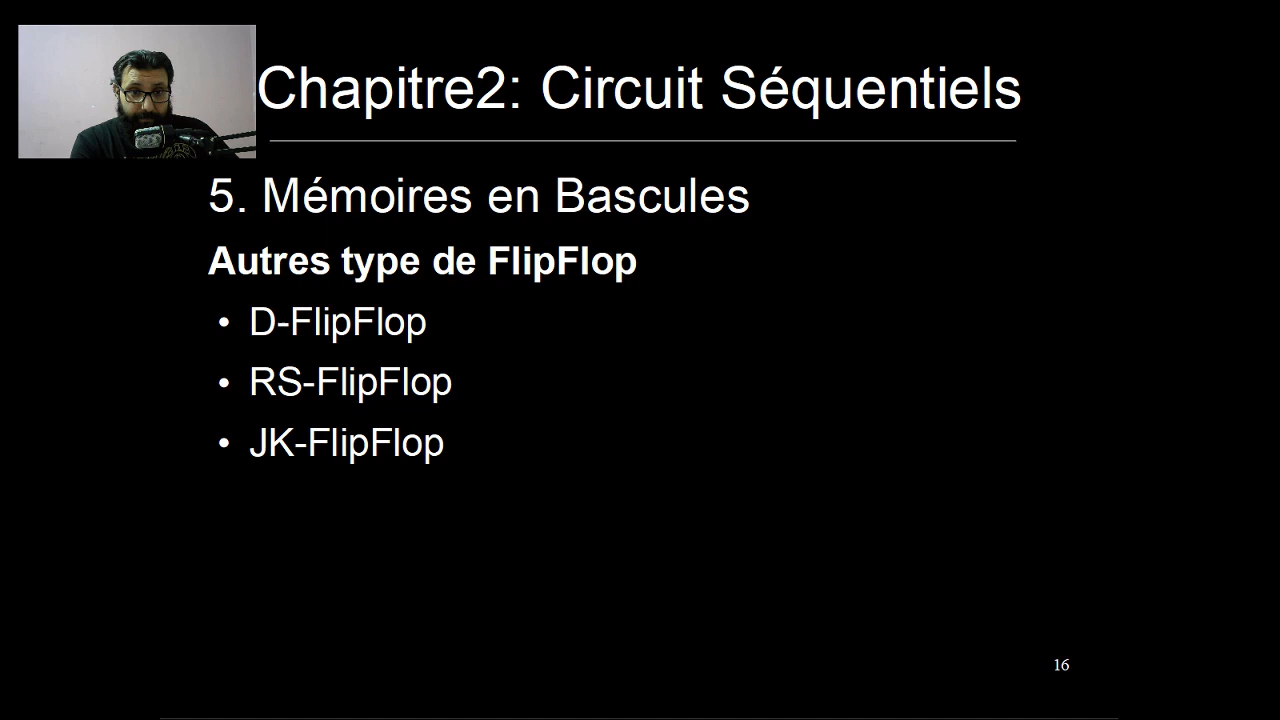 Chapitre2: Circuit Séquentiels
5. Mémoires en Bascules
Autres type de FlipFlop
• D-FlipFlop
• RS-FlipFlop
• JK-FlipFlop
16